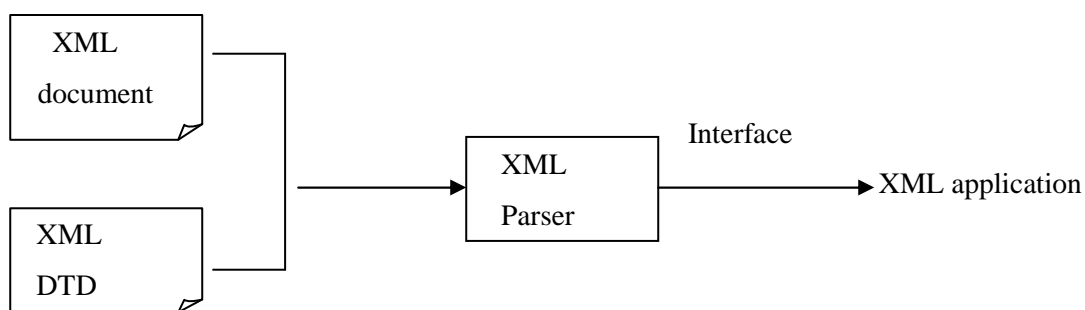 XML
document
XML
DTD
XML
Parser
Interface
XML application